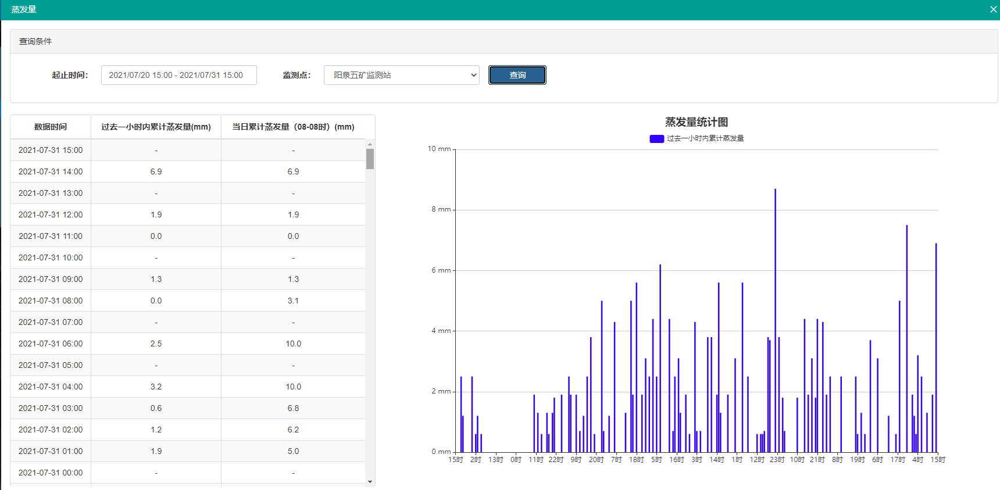 蒸发量
查询条件
起止时间： 2021/07/20 15:00 - 2021/07/31 15:00 监测点： 阳泉五矿监测站 查询
数据时间 过去一小时内累计蒸发量(mm) 当日累计蒸发量（08-08时）(mm)
2021-07-31 15:00 - -
2021-07-31 14:00 6.9 6.9
2021-07-31 13:00 - -
2021-07-31 12:00 1.9 1.9
2021-07-31 11:00 0.0 0.0
2021-07-31 10:00 - -
2021-07-31 09:00 1.3 1.3
2021-07-31 08:00 0.0 3.1
2021-07-31 07:00 - -
2021-07-31 06:00 2.5 10.0
2021-07-31 05:00 - -
2021-07-31 04:00 3.2 10.0
2021-07-31 03:00 0.6 6.8
2021-07-31 02:00 1.2 6.2
2021-07-31 01:00 1.9 5.0
2021-07-31 00:00 - -
蒸发量统计图
过去一小时内累计蒸发量
10 mm
8 mm
6 mm
4 mm
2 mm
0 mm
15时 2时 13时 0时 11时 22时 9时 20时 7时 18时 5时 16时 3时 14时 1时 12时 23时 10时 21时 8时 19时 6时 17时 4时 15时